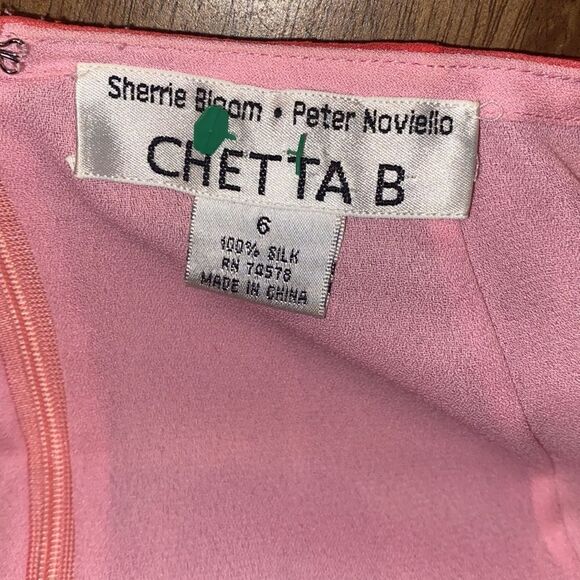 Sherrie Bloom • Peter Noviello
CHETTA B
6
100% SILK
RN 74578
MADE IN CHINA